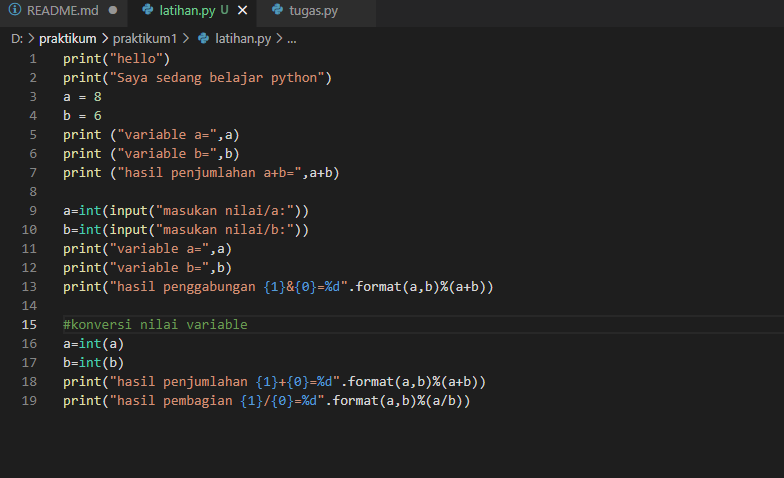 README.md ● latihan.py U × tugas.py
D: > praktikum > praktikum1 > latihan.py > ...
1 print("hello")
2 print("Saya sedang belajar python")
3 a = 8
4 b = 6
5 print ("variable a=",a)
6 print ("variable b=",b)
7 print ("hasil penjumlahan a+b=",a+b)
8
9 a=int(input("masukan nilai/a:"))
10 b=int(input("masukan nilai/b:"))
11 print("variable a=",a)
12 print("variable b=",b)
13 print("hasil penggabungan {1}&{0}=%d".format(a,b)%(a+b))
14
15 #konversi nilai variable
16 a=int(a)
17 b=int(b)
18 print("hasil penjumlahan {1}+{0}=%d".format(a,b)%(a+b))
19 print("hasil pembagian {1}/{0}=%d".format(a,b)%(a/b))